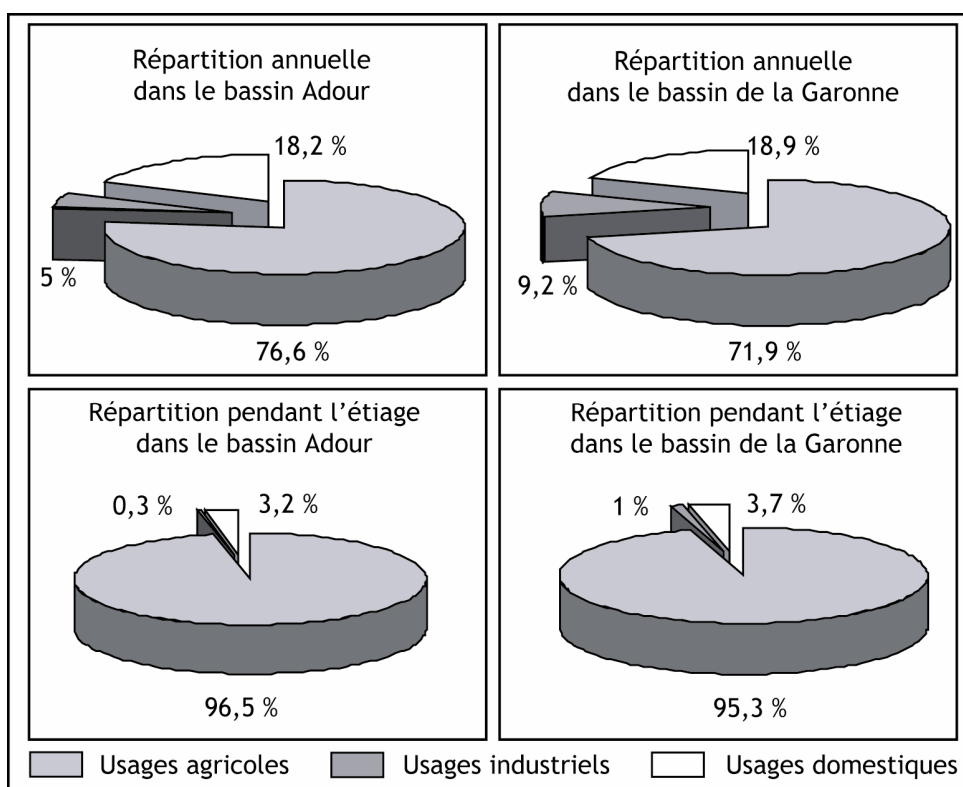 Répartition annuelle
dans le bassin Adour
18,2 %
5 %
76,6 %
Répartition annuelle
dans le bassin de la Garonne
18,9 %
9,2 %
71,9 %
Répartition pendant l'étiage
dans le bassin Adour
0,3 %
3,2 %
96,5 %
Répartition pendant l'étiage
dans le bassin de la Garonne
1 %
3,7 %
95,3 %
Usages agricoles
Usages industriels
Usages domestiques